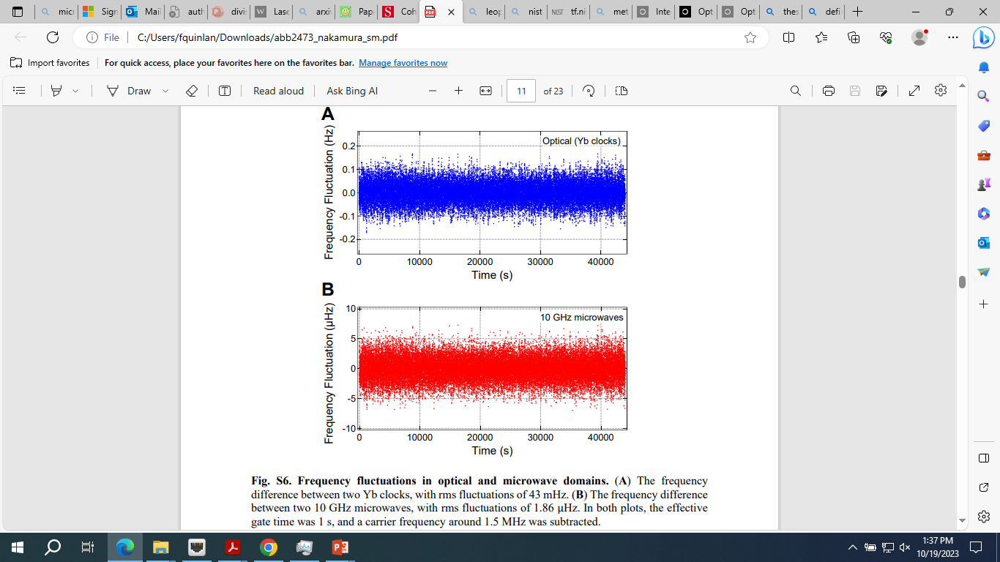 micr
Sign
Mail
auth
divis
W Lase
arxiv
Pape
S Coh
PDF
leop
nist
NIST tf.ni
met
Inte
Opt
Opt
thes
defi
File
C:/Users/fquinlan/Downloads/abb2473_nakamura_sm.pdf
Import favorites
For quick access, place your favorites here on the favorites bar. Manage favorites now
Draw
Read aloud
Ask Bing AI
11 of 23
A
Frequency Fluctuation (Hz)
Optical (Yb clocks)
0.2
0.1
0.0
-0.1
-0.2
0 10000 20000 30000 40000
Time (s)
B
Frequency Fluctuation (µHz)
10 GHz microwaves
10
5
0
-5
-10
0 10000 20000 30000 40000
Time (s)
Fig. S6. Frequency fluctuations in optical and microwave domains. (A) The frequency
difference between two Yb clocks, with rms fluctuations of 43 mHz. (B) The frequency difference
between two 10 GHz microwaves, with rms fluctuations of 1.86 µHz. In both plots, the effective
gate time was 1 s, and a carrier frequency around 1.5 MHz was subtracted.
1:37 PM
10/19/2023